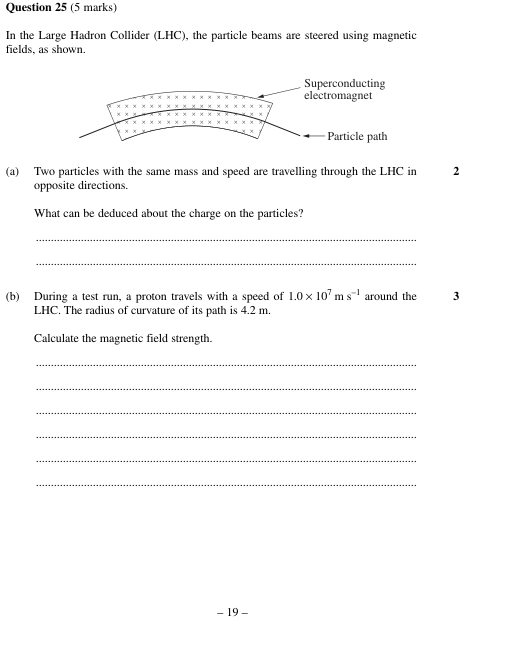 Question 25 (5 marks)
In the Large Hadron Collider (LHC), the particle beams are steered using magnetic
fields, as shown.
Superconducting
electromagnet
Particle path
(a) Two particles with the same mass and speed are travelling through the LHC in 2
opposite directions.
What can be deduced about the charge on the particles?
(b) During a test run, a proton travels with a speed of 1.0 × 10⁷ m s⁻¹ around the 3
LHC. The radius of curvature of its path is 4.2 m.
Calculate the magnetic field strength.
– 19 –